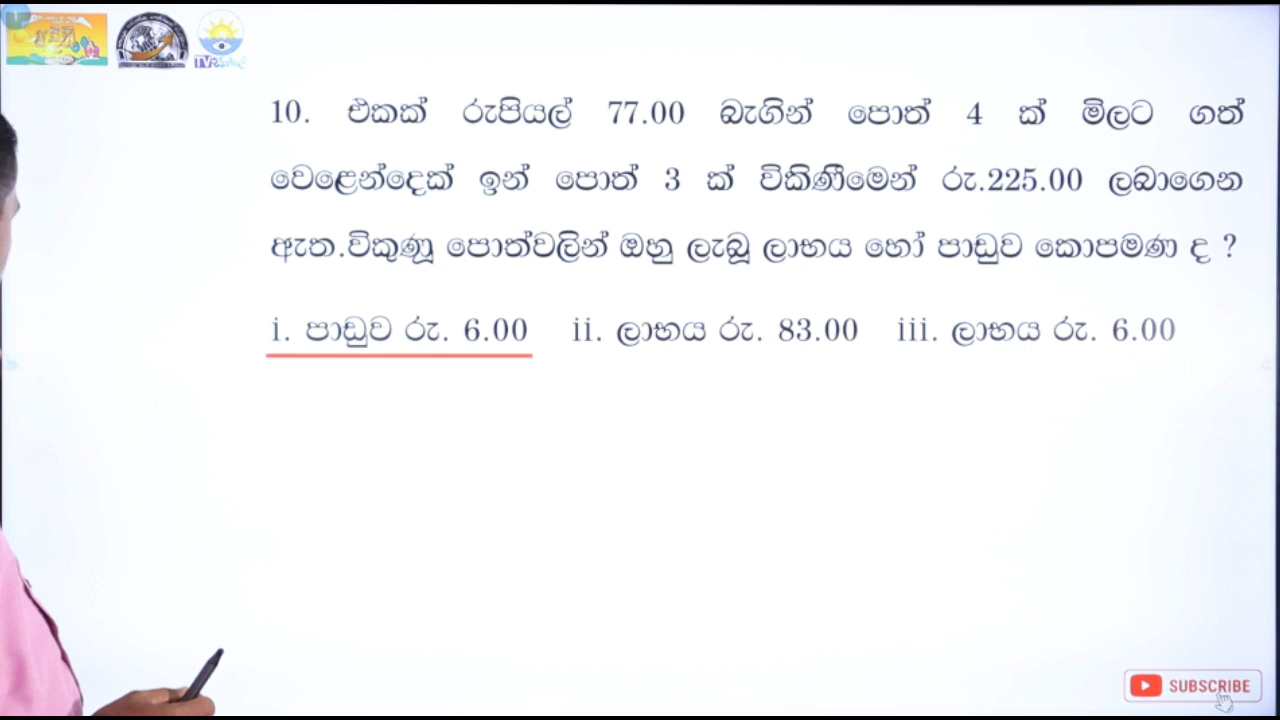 TV
10. එකක් රුපියල් 77.00 බැගින් පොත් 4 ක් මිලට ගත්
වෙළෙන්දෙක් ඉන් පොත් 3 ක් විකිණීමෙන් රු.225.00 ලබාගෙන
ඇත.විකුණූ පොත්වලින් ඔහු ලැබූ ලාභය හෝ පාඩුව කොපමණ ද ?
i. පාඩුව රු. 6.00 ii. ලාභය රු. 83.00 iii. ලාභය රු. 6.00
SUBSCRIBE